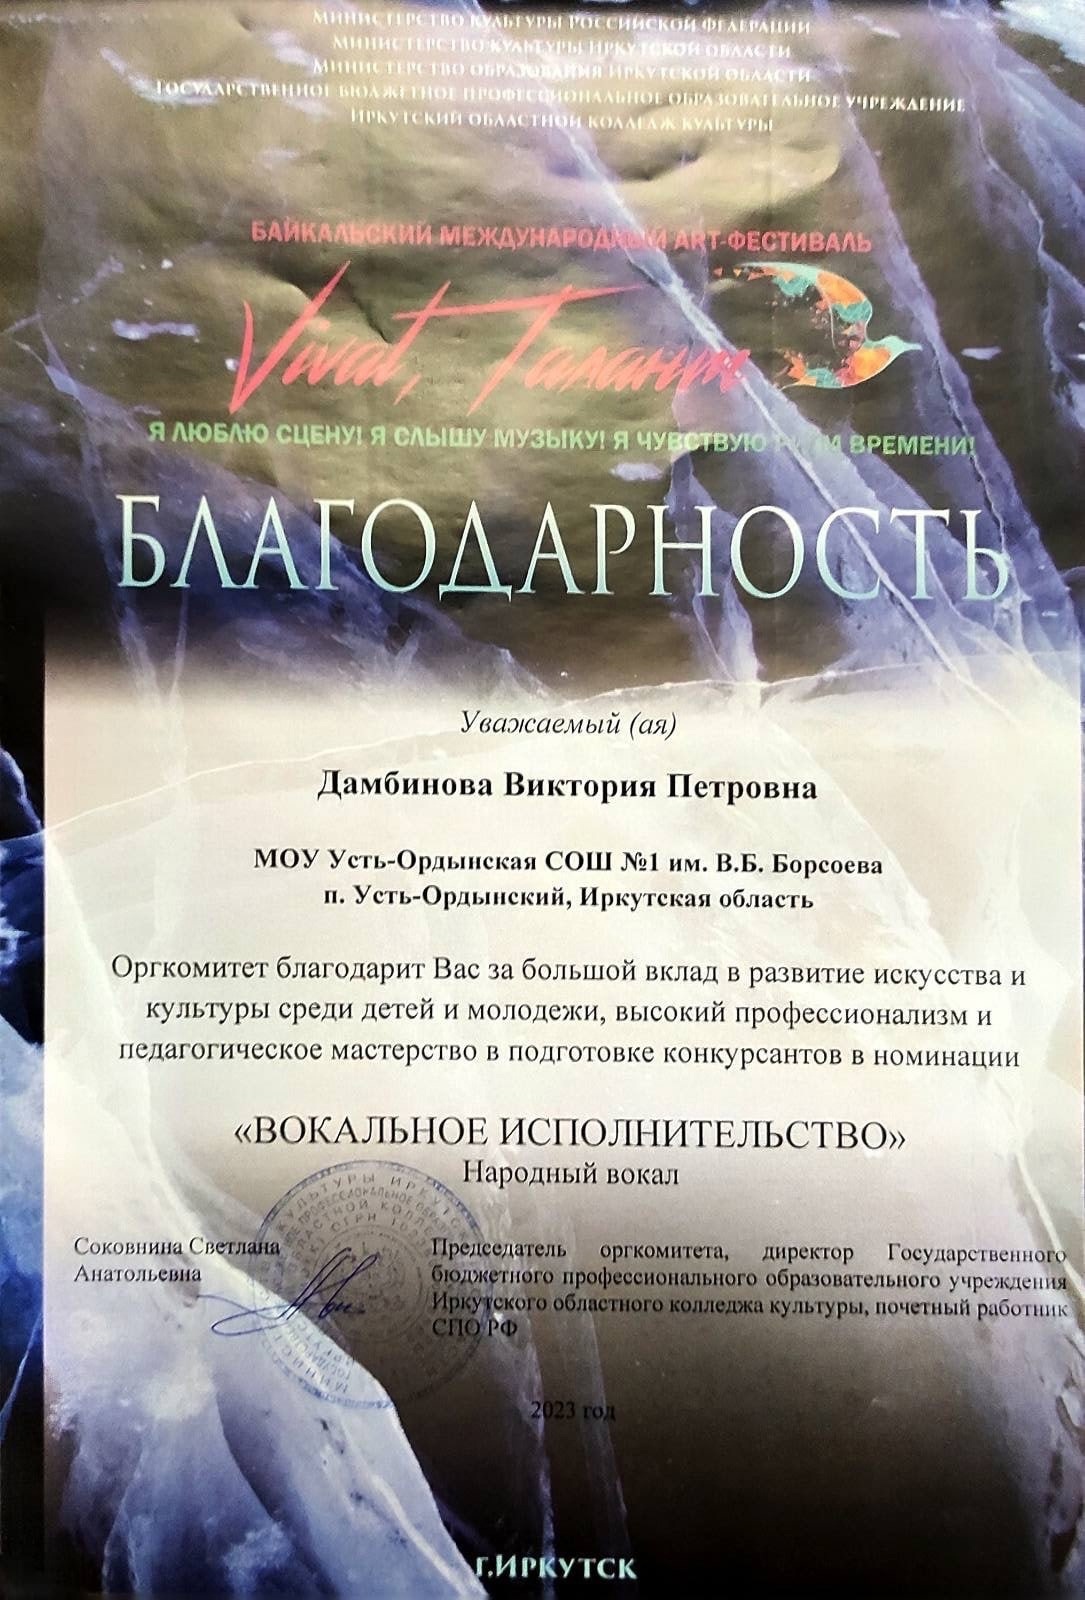 МИНИСТЕРСТВО КУЛЬТУРЫ РОССИЙСКОЙ ФЕДЕРАЦИИ
МИНИСТЕРСТВО КУЛЬТУРЫ ИРКУТСКОЙ ОБЛАСТИ
МИНИСТЕРСТВО ОБРАЗОВАНИЯ ИРКУТСКОЙ ОБЛАСТИ
ГОСУДАРСТВЕННОЕ БЮДЖЕТНОЕ ПРОФЕССИОНАЛЬНОЕ ОБРАЗОВАТЕЛЬНОЕ УЧРЕЖДЕНИЕ
ИРКУТСКИЙ ОБЛАСТНОЙ КОЛЛЕДЖ КУЛЬТУРЫ
БАЙКАЛЬСКИЙ МЕЖДУНАРОДНЫЙ ART-ФЕСТИВАЛЬ
Vivat, Талант
Я ЛЮБЛЮ СЦЕНУ! Я СЛЫШУ МУЗЫКУ! Я ЧУВСТВУЮ РИТМ ВРЕМЕНИ!
БЛАГОДАРНОСТЬ
Уважаемый (ая)
Дамбинова Виктория Петровна
МОУ Усть-Ордынская СОШ №1 им. В.Б. Борсоева
п. Усть-Ордынский, Иркутская область
Оргкомитет благодарит Вас за большой вклад в развитие искусства и
культуры среди детей и молодежи, высокий профессионализм и
педагогическое мастерство в подготовке конкурсантов в номинации
«ВОКАЛЬНОЕ ИСПОЛНИТЕЛЬСТВО»
Народный вокал
Соковнина Светлана
Анатольевна
Председатель оргкомитета, директор Государственного
бюджетного профессионального образовательного учреждения
Иркутского областного колледжа культуры, почетный работник
СПО РФ
2023 год
г.Иркутск